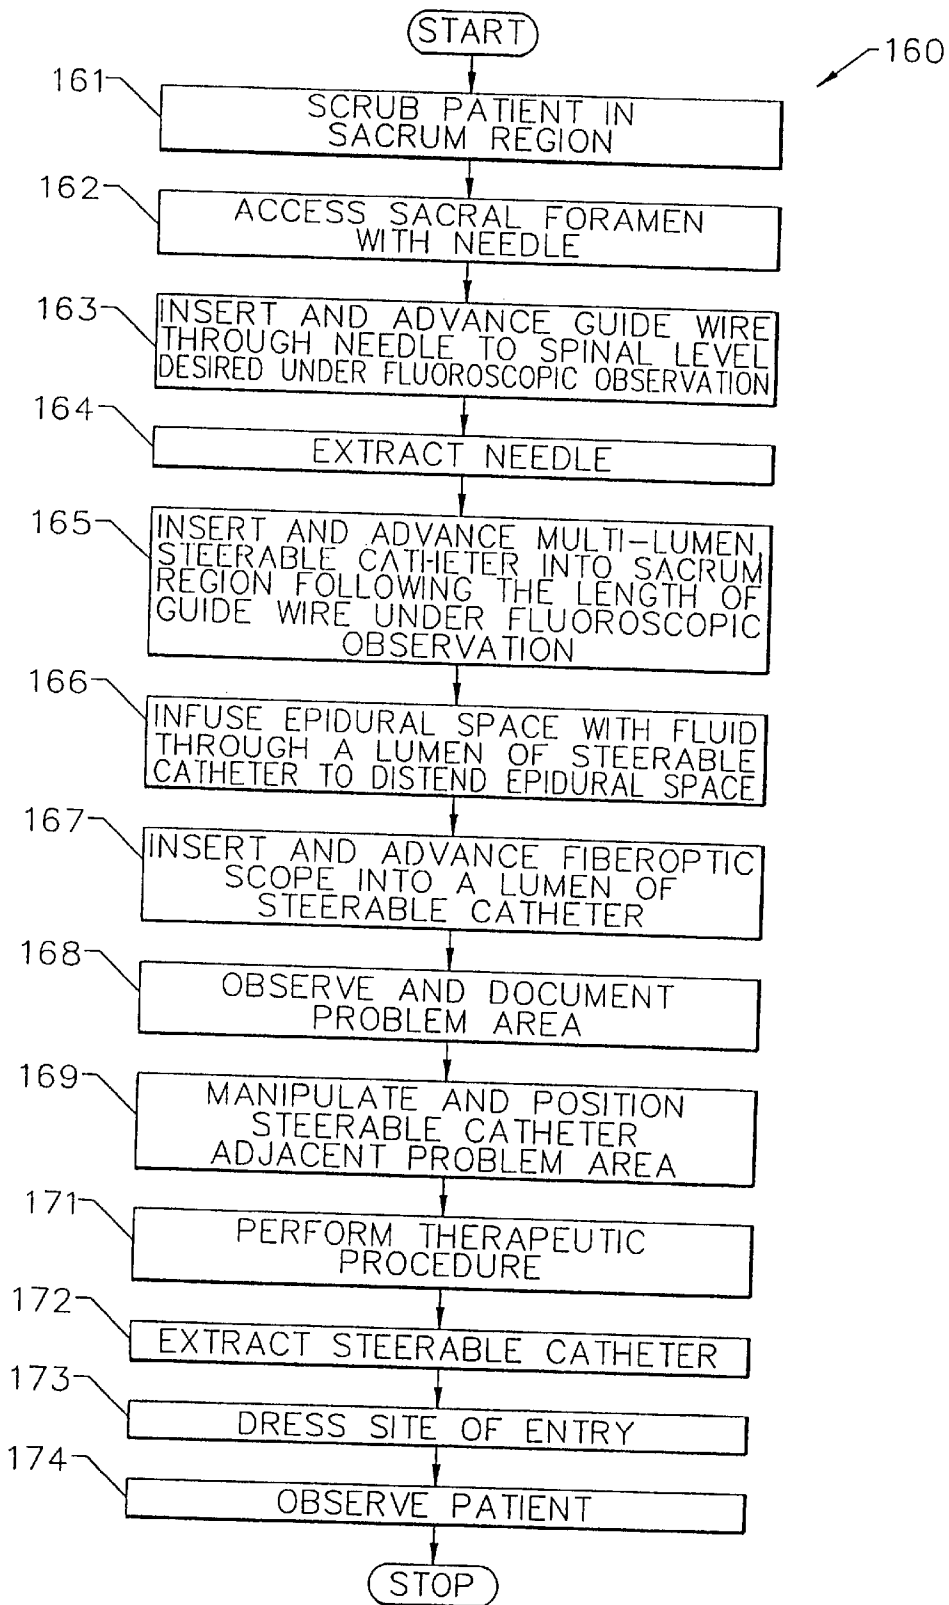 START
160
161
SCRUB PATIENT IN
SACRUM REGION
162
ACCESS SACRAL FORAMEN
WITH NEEDLE
163
INSERT AND ADVANCE GUIDE WIRE
THROUGH NEEDLE TO SPINAL LEVEL
DESIRED UNDER FLUOROSCOPIC OBSERVATION
164
EXTRACT NEEDLE
165
INSERT AND ADVANCE MULTI-LUMEN,
STEERABLE CATHETER INTO SACRUM
REGION FOLLOWING THE LENGTH OF
GUIDE WIRE UNDER FLUOROSCOPIC
OBSERVATION
166
INFUSE EPIDURAL SPACE WITH FLUID
THROUGH A LUMEN OF STEERABLE
CATHETER TO DISTEND EPIDURAL SPACE
167
INSERT AND ADVANCE FIBEROPTIC
SCOPE INTO A LUMEN OF
STEERABLE CATHETER
168
OBSERVE AND DOCUMENT
PROBLEM AREA
169
MANIPULATE AND POSITION
STEERABLE CATHETER
ADJACENT PROBLEM AREA
171
PERFORM THERAPEUTIC
PROCEDURE
172
EXTRACT STEERABLE CATHETER
173
DRESS SITE OF ENTRY
174
OBSERVE PATIENT
STOP